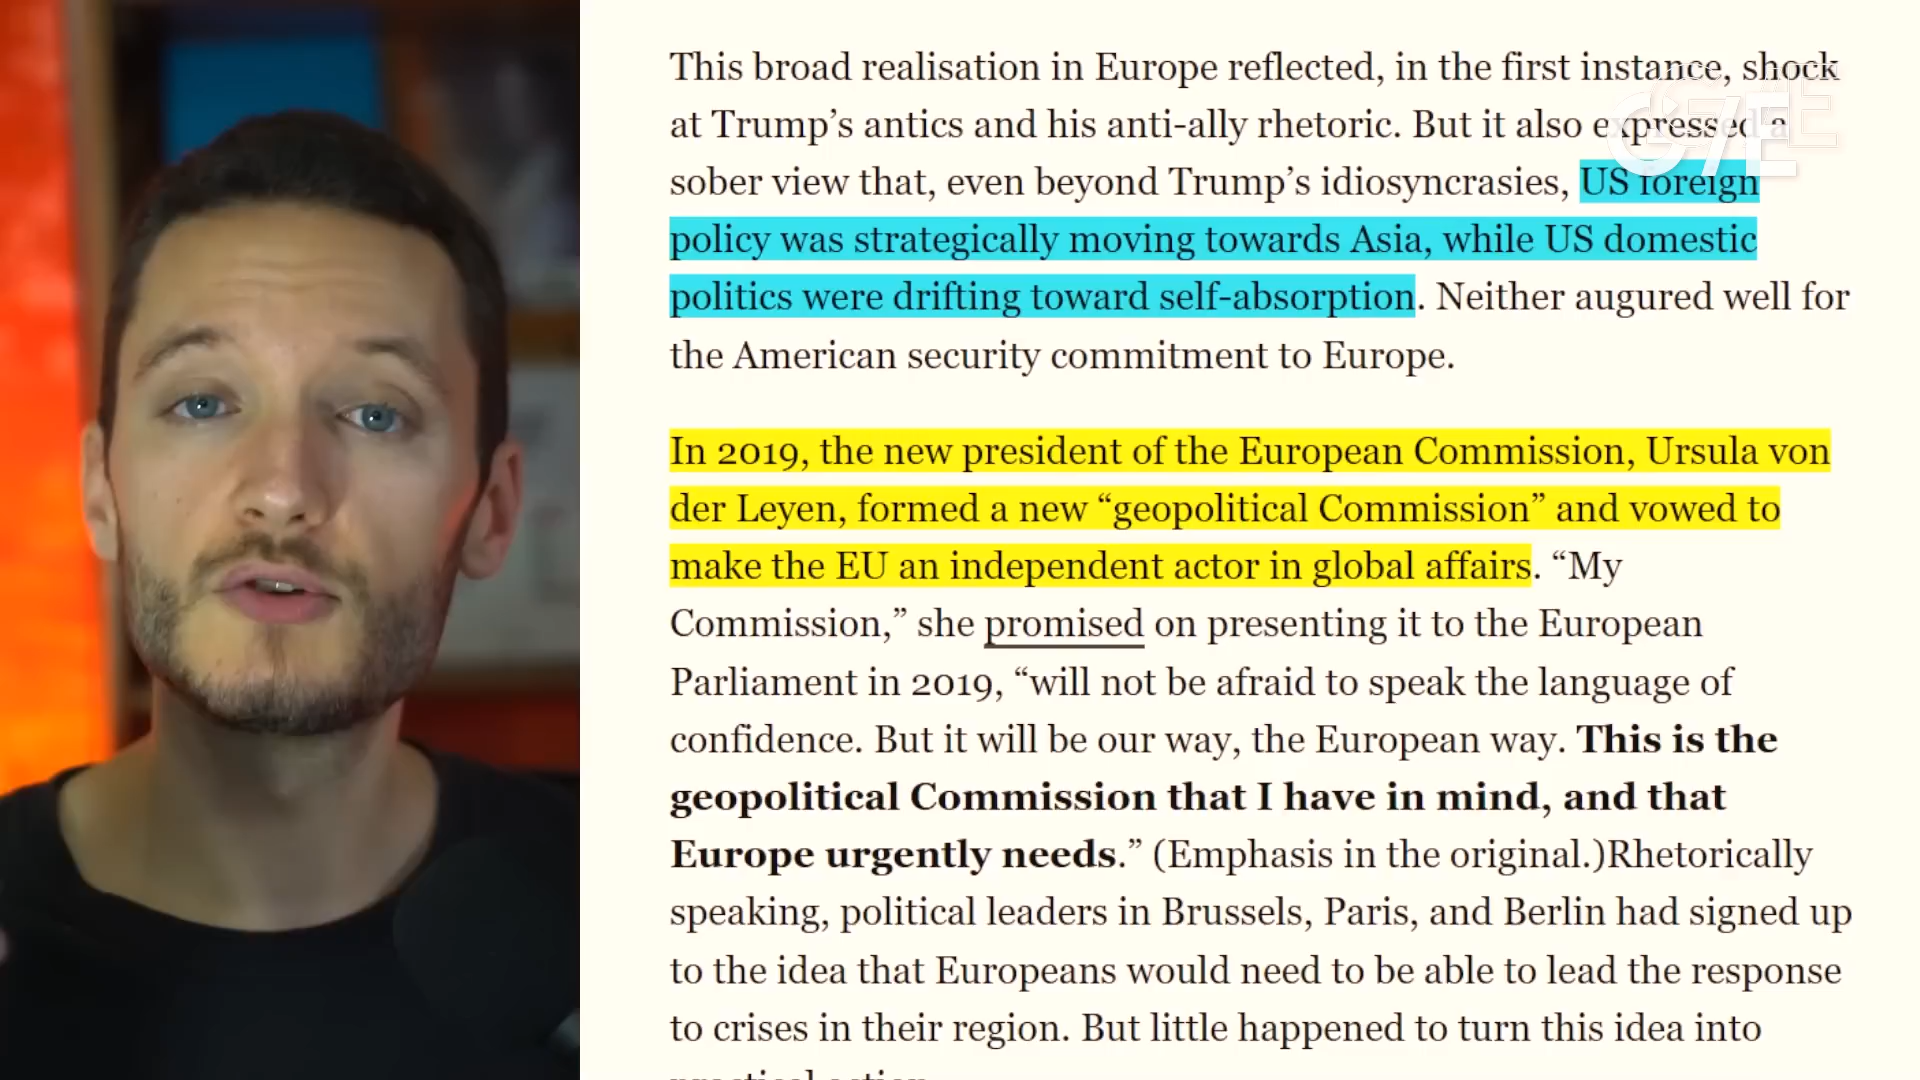 This broad realisation in Europe reflected, in the first instance, shock
at Trump’s antics and his anti-ally rhetoric. But it also expressed a
sober view that, even beyond Trump’s idiosyncrasies, US foreign
policy was strategically moving towards Asia, while US domestic
politics were drifting toward self-absorption. Neither augured well for
the American security commitment to Europe.
In 2019, the new president of the European Commission, Ursula von
der Leyen, formed a new “geopolitical Commission” and vowed to
make the EU an independent actor in global affairs. “My
Commission,” she promised on presenting it to the European
Parliament in 2019, “will not be afraid to speak the language of
confidence. But it will be our way, the European way. This is the
geopolitical Commission that I have in mind, and that
Europe urgently needs.” (Emphasis in the original.)Rhetorically
speaking, political leaders in Brussels, Paris, and Berlin had signed up
to the idea that Europeans would need to be able to lead the response
to crises in their region. But little happened to turn this idea into